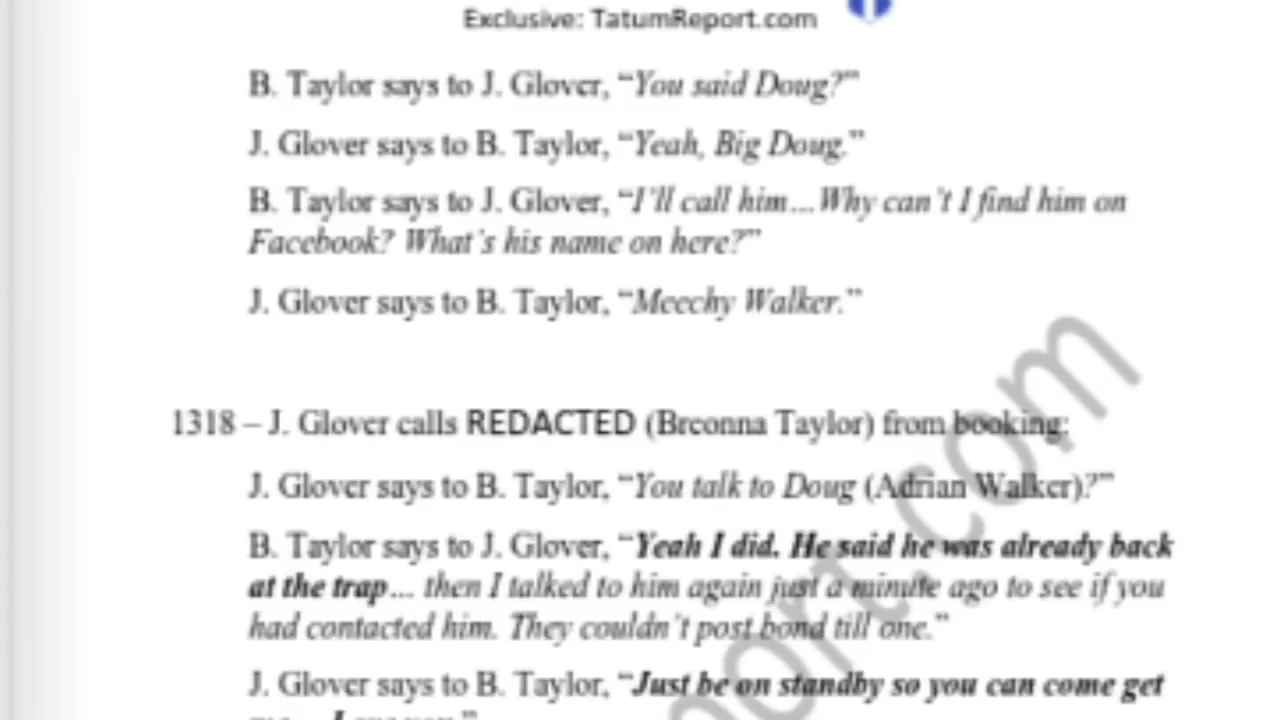 Exclusive: TatumReport.com
B. Taylor says to J. Glover, “You said Doug?”
J. Glover says to B. Taylor, “Yeah, Big Doug.”
B. Taylor says to J. Glover, “I’ll call him…Why can’t I find him on
Facebook? What’s his name on here?”
J. Glover says to B. Taylor, “Meechy Walker.”
1318 – J. Glover calls REDACTED (Breonna Taylor) from booking:
J. Glover says to B. Taylor, “You talk to Doug (Adrian Walker)?”
B. Taylor says to J. Glover, “Yeah I did. He said he was already back
at the trap… then I talked to him again just a minute ago to see if you
had contacted him. They couldn’t post bond till one.”
J. Glover says to B. Taylor, “Just be on standby so you can come get
port.com